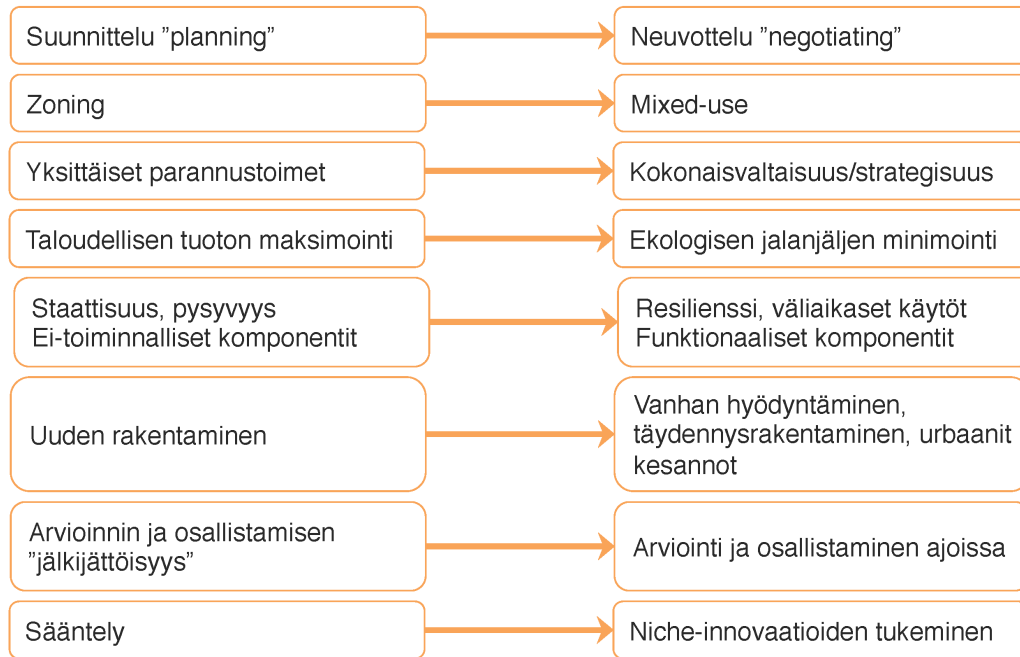 Suunnittelu ”planning”
Neuvottelu ”negotiating”
Zoning
Mixed-use
Yksittäiset parannustoimet
Kokonaisvaltaisuus/strategisuus
Taloudellisen tuoton maksimointi
Ekologisen jalanjäljen minimointi
Staattisuus, pysyvyys
Ei-toiminnalliset komponentit
Resilienssi, väliaikaset käytöt
Funktionaaliset komponentit
Uuden rakentaminen
Vanhan hyödyntäminen,
täydennysrakentaminen, urbaanit
kesannot
Arvioinnin ja osallistamisen
”jälkijättöisyys”
Arviointi ja osallistaminen ajoissa
Sääntely
Niche-innovaatioiden tukeminen